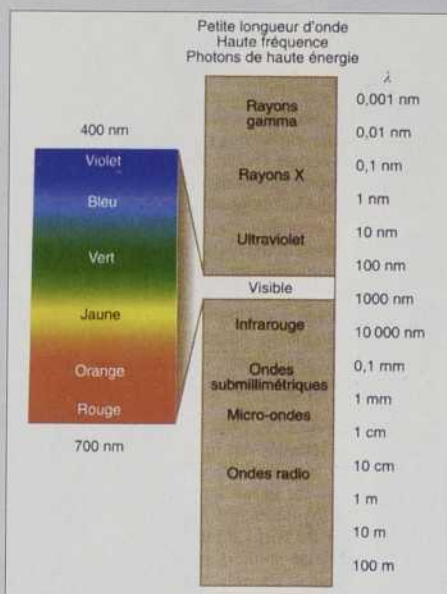 Petite longueur d'onde
Haute fréquence
Photons de haute énergie
400 nm
Violet
Bleu
Vert
Jaune
Orange
Rouge
700 nm
Rayons
gamma
Rayons X
Ultraviolet
Visible
Infrarouge
Ondes
submillimétriques
Micro-ondes
Ondes radio
λ
0,001 nm
0,01 nm
0,1 nm
1 nm
10 nm
100 nm
1000 nm
10 000 nm
0,1 mm
1 mm
1 cm
10 cm
1 m
10 m
100 m